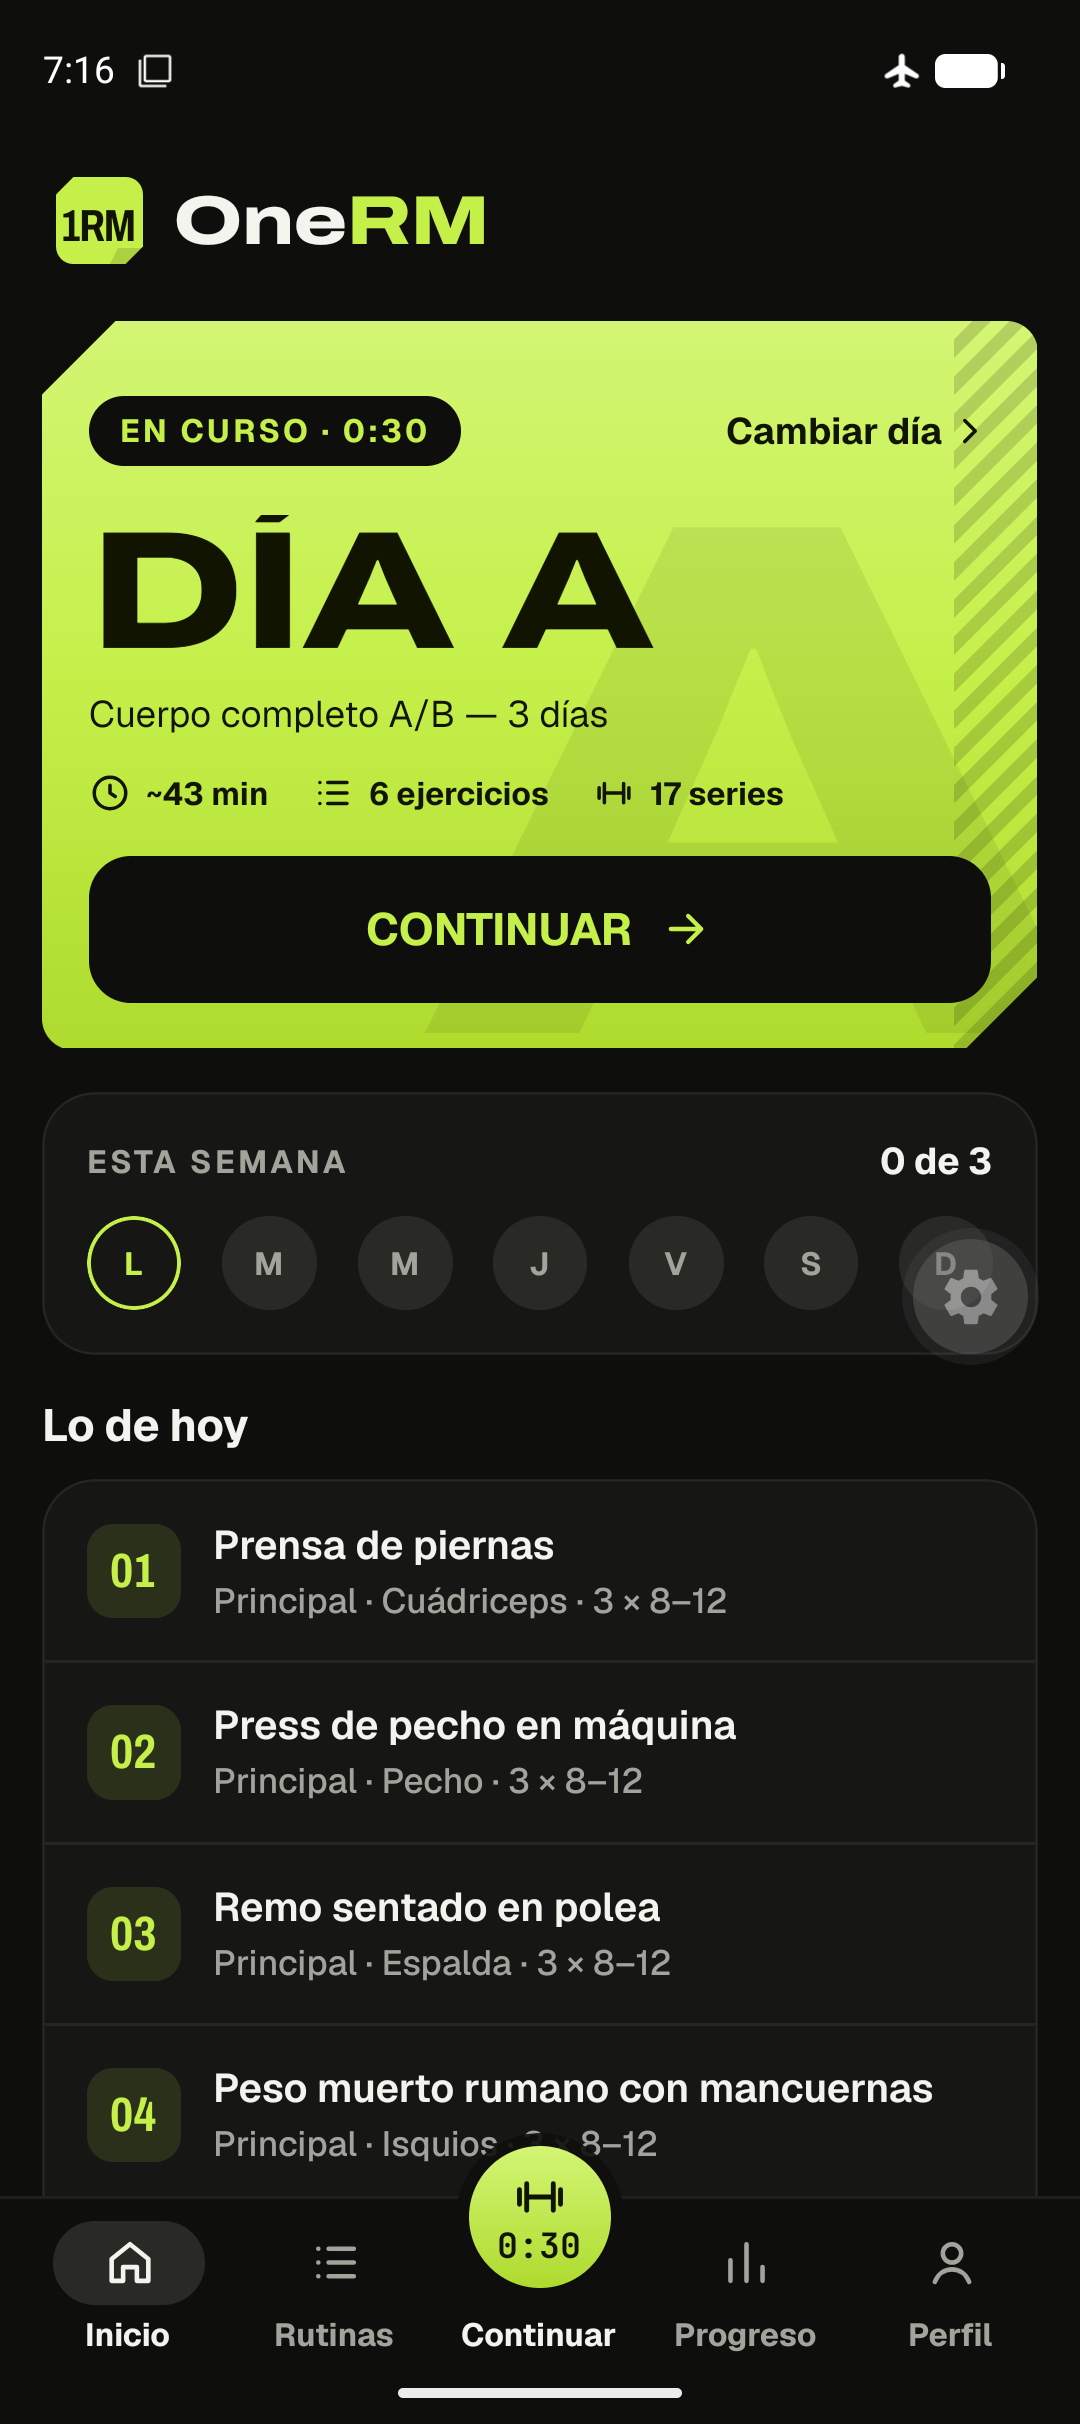 7:16
1RM OneRM
EN CURSO · 0:30
Cambiar día
DÍA A
Cuerpo completo A/B — 3 días
~43 min 6 ejercicios 17 series
CONTINUAR
ESTA SEMANA 0 de 3
L M M J V S D
Lo de hoy
01 Prensa de piernas
Principal · Cuádriceps · 3 × 8–12
02 Press de pecho en máquina
Principal · Pecho · 3 × 8–12
03 Remo sentado en polea
Principal · Espalda · 3 × 8–12
04 Peso muerto rumano con mancuernas
Principal · Isquios · 3 × 8–12
0:30
Inicio Rutinas Continuar Progreso Perfil